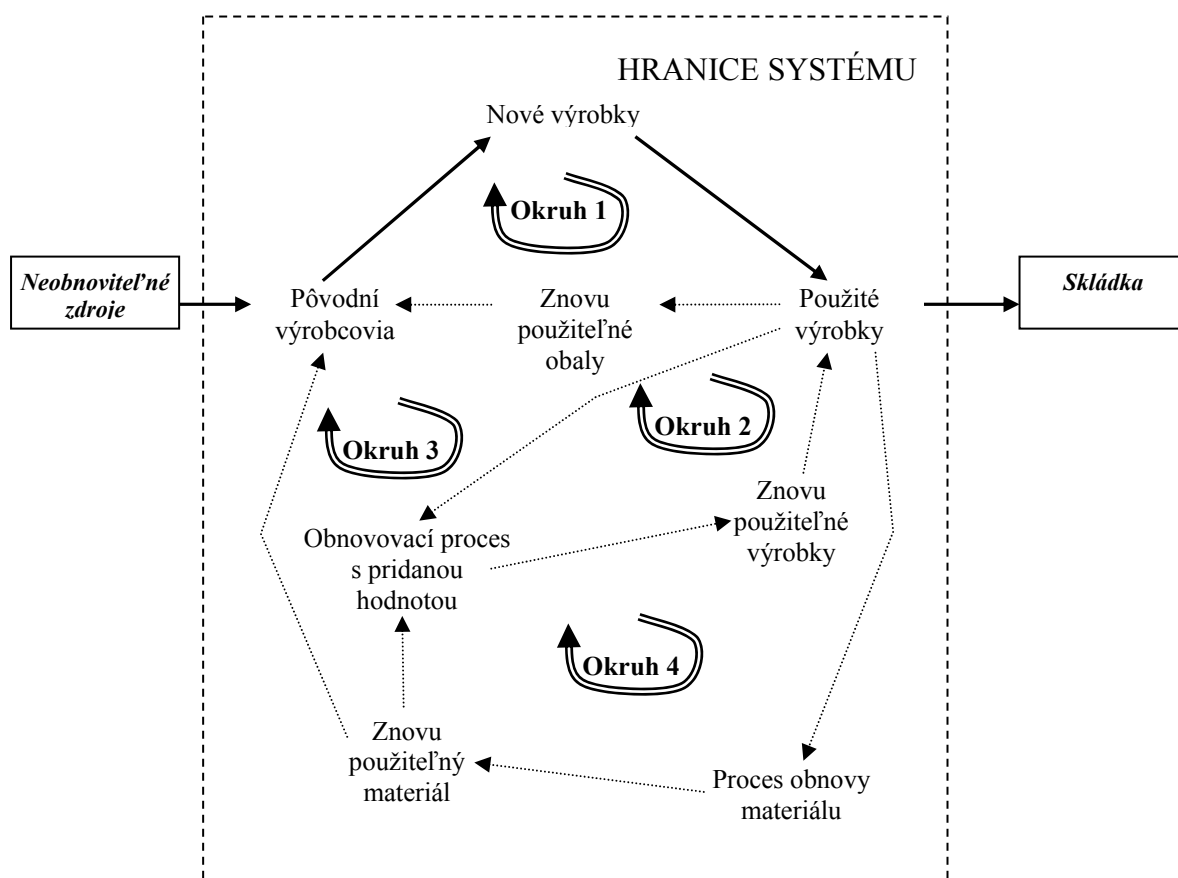 HRANICE SYSTÉMU
Nové výrobky
Okruh 1
Neobnoviteľné
zdroje
Pôvodní
výrobcovia
Znovu
použiteľné
obaly
Použité
výrobky
Skládka
Okruh 3
Okruh 2
Obnovovací proces
s pridanou
hodnotou
Znovu
použiteľné
výrobky
Okruh 4
Znovu
použiteľný
materiál
Proces obnovy
materiálu